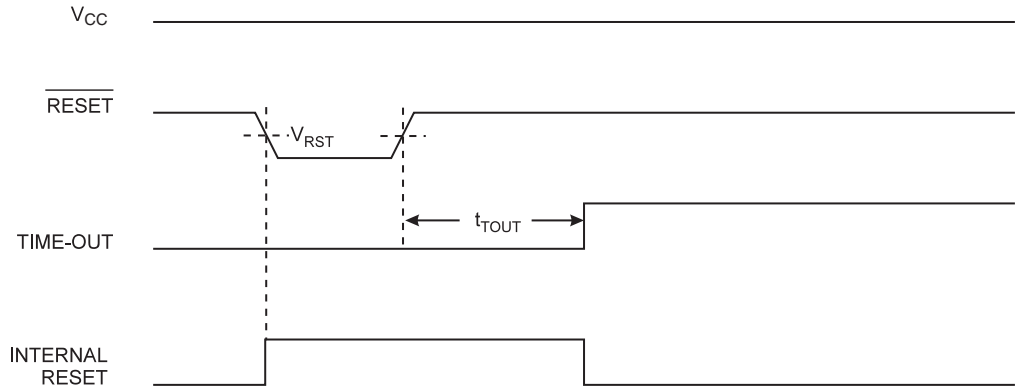 VCC
RESET
VRST
tTOUT
TIME-OUT
INTERNAL
RESET